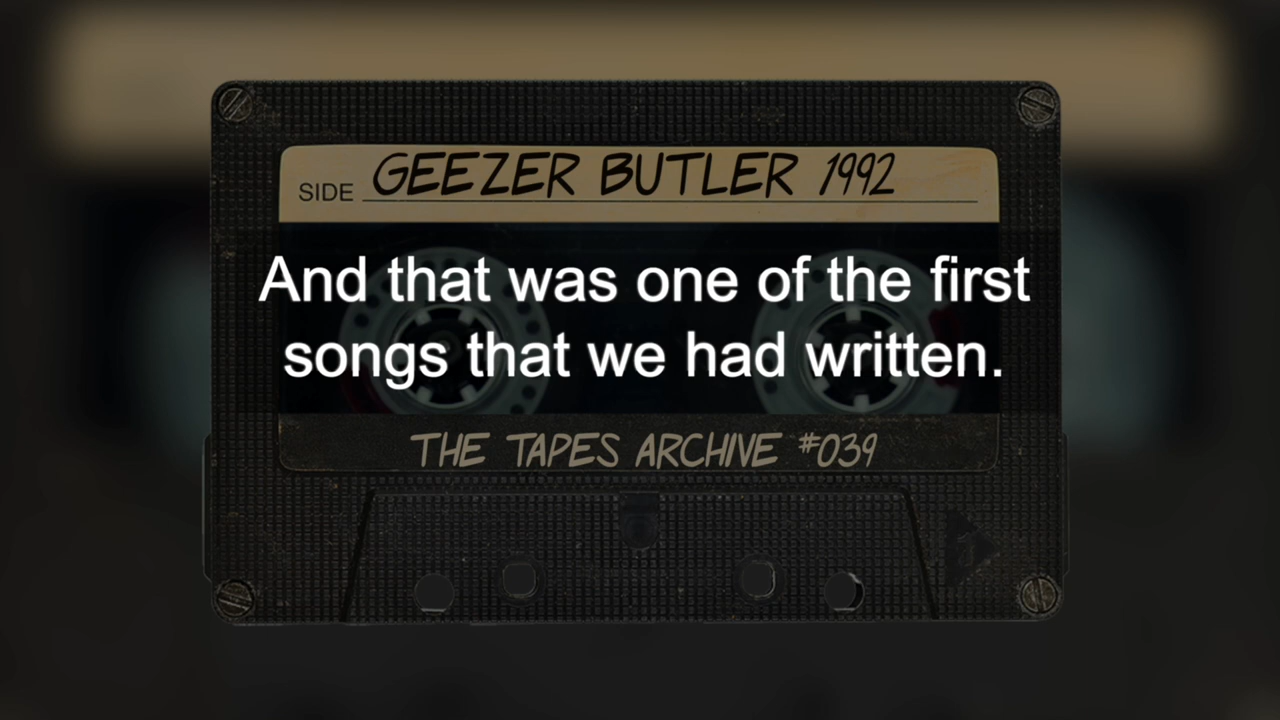 SIDE GEEZER BUTLER 1992
And that was one of the first
songs that we had written.
THE TAPES ARCHIVE #039